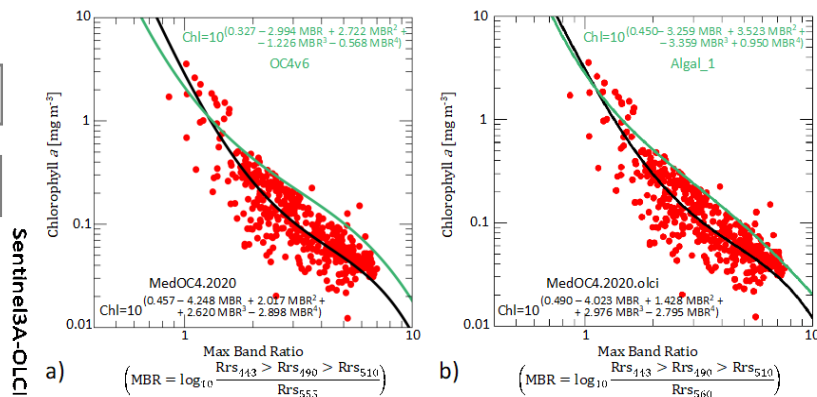 Sentinel3A-OLCI
10
1
0.1
0.01
Chlorophyll a [mg m⁻³]
Chl=10^(0.327 − 2.994 MBR + 2.722 MBR² +
− 1.226 MBR³ − 0.568 MBR⁴)
OC4v6
MedOC4.2020
Chl=10^(0.457 − 4.248 MBR + 2.017 MBR² +
+ 2.620 MBR³ − 2.898 MBR⁴)
1
10
Max Band Ratio
a)
(MBR = log₁₀ Rrs₄₄₃ > Rrs₄₉₀ > Rrs₅₁₀
Rrs₅₅₅)
10
1
0.1
0.01
Chlorophyll a [mg m⁻³]
Chl=10^(0.450− 3.259 MBR + 3.523 MBR² +
− 3.359 MBR³ + 0.950 MBR⁴)
Algal_1
MedOC4.2020.olci
Chl=10^(0.490 − 4.023 MBR + 1.428 MBR² +
+ 2.976 MBR³ − 2.795 MBR⁴)
1
10
Max Band Ratio
b)
(MBR = log₁₀ Rrs₄₄₃ > Rrs₄₉₀ > Rrs₅₁₀
Rrs₅₆₀)